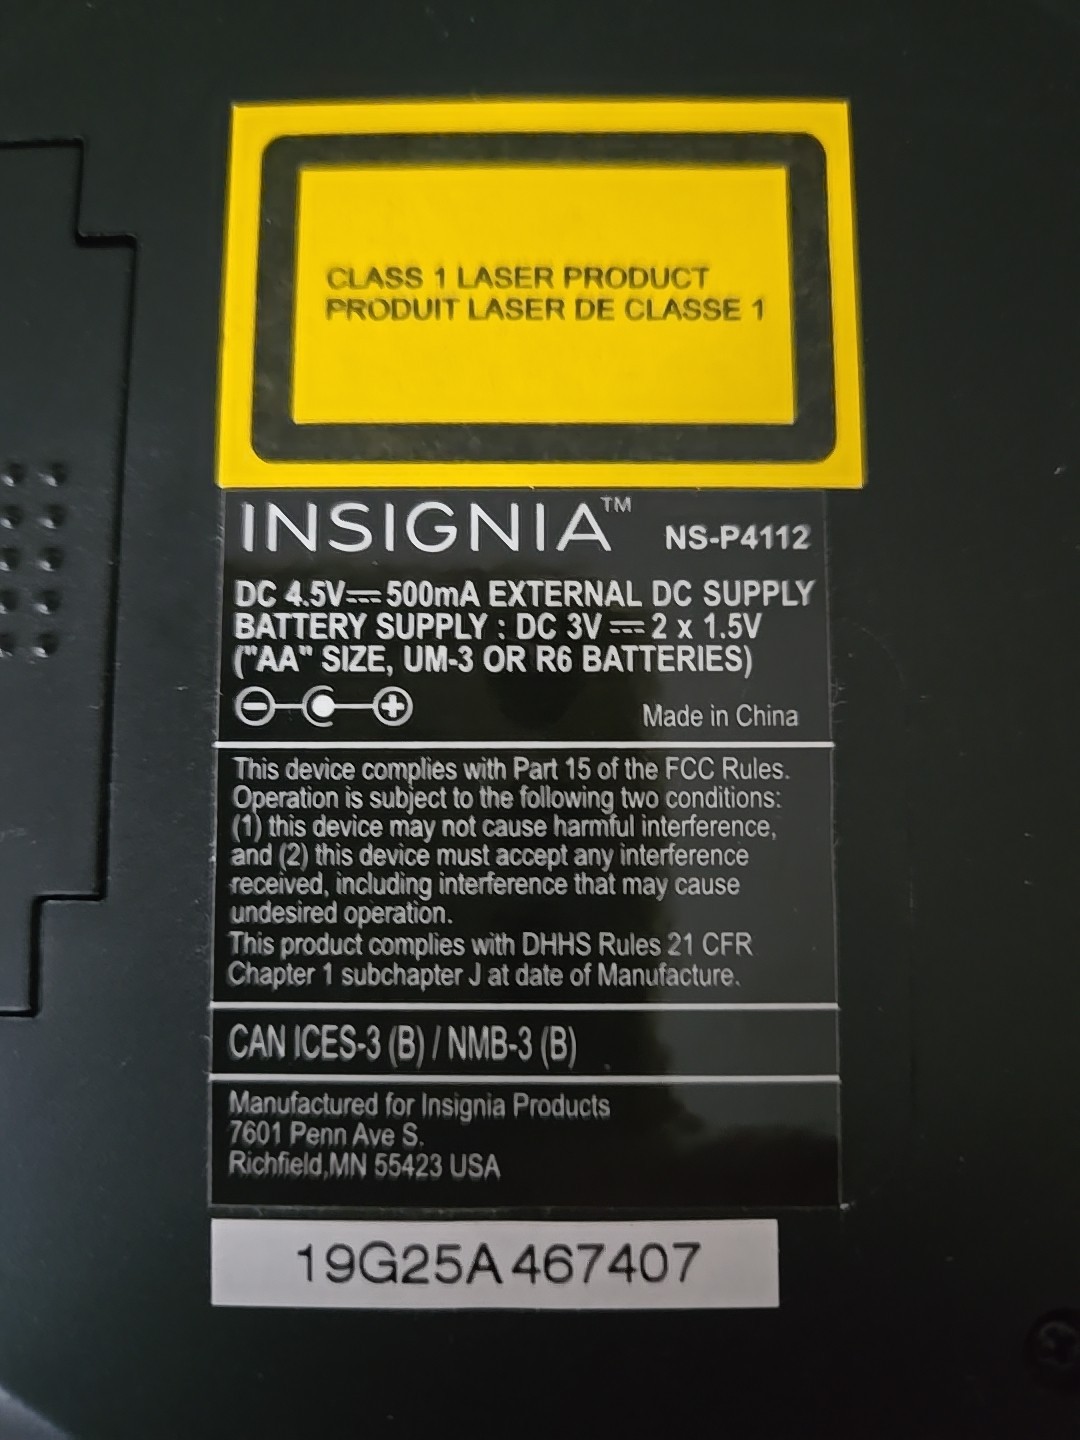 CLASS 1 LASER PRODUCT
PRODUIT LASER DE CLASSE 1
INSIGNIA™ NS-P4112
DC 4.5V⎓500mA EXTERNAL DC SUPPLY
BATTERY SUPPLY : DC 3V⎓2 x 1.5V
("AA" SIZE, UM-3 OR R6 BATTERIES)
Made in China
This device complies with Part 15 of the FCC Rules.
Operation is subject to the following two conditions:
(1) this device may not cause harmful interference,
and (2) this device must accept any interference
received, including interference that may cause
undesired operation.
This product complies with DHHS Rules 21 CFR
Chapter 1 subchapter J at date of Manufacture.
CAN ICES-3 (B) / NMB-3 (B)
Manufactured for Insignia Products
7601 Penn Ave S.
Richfield,MN 55423 USA
19G25A467407